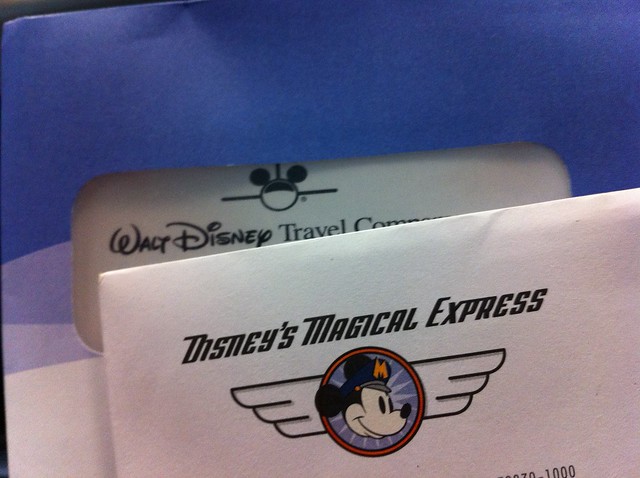 WALT DISNEY Travel
DISNEY'S MAGICAL EXPRESS
M